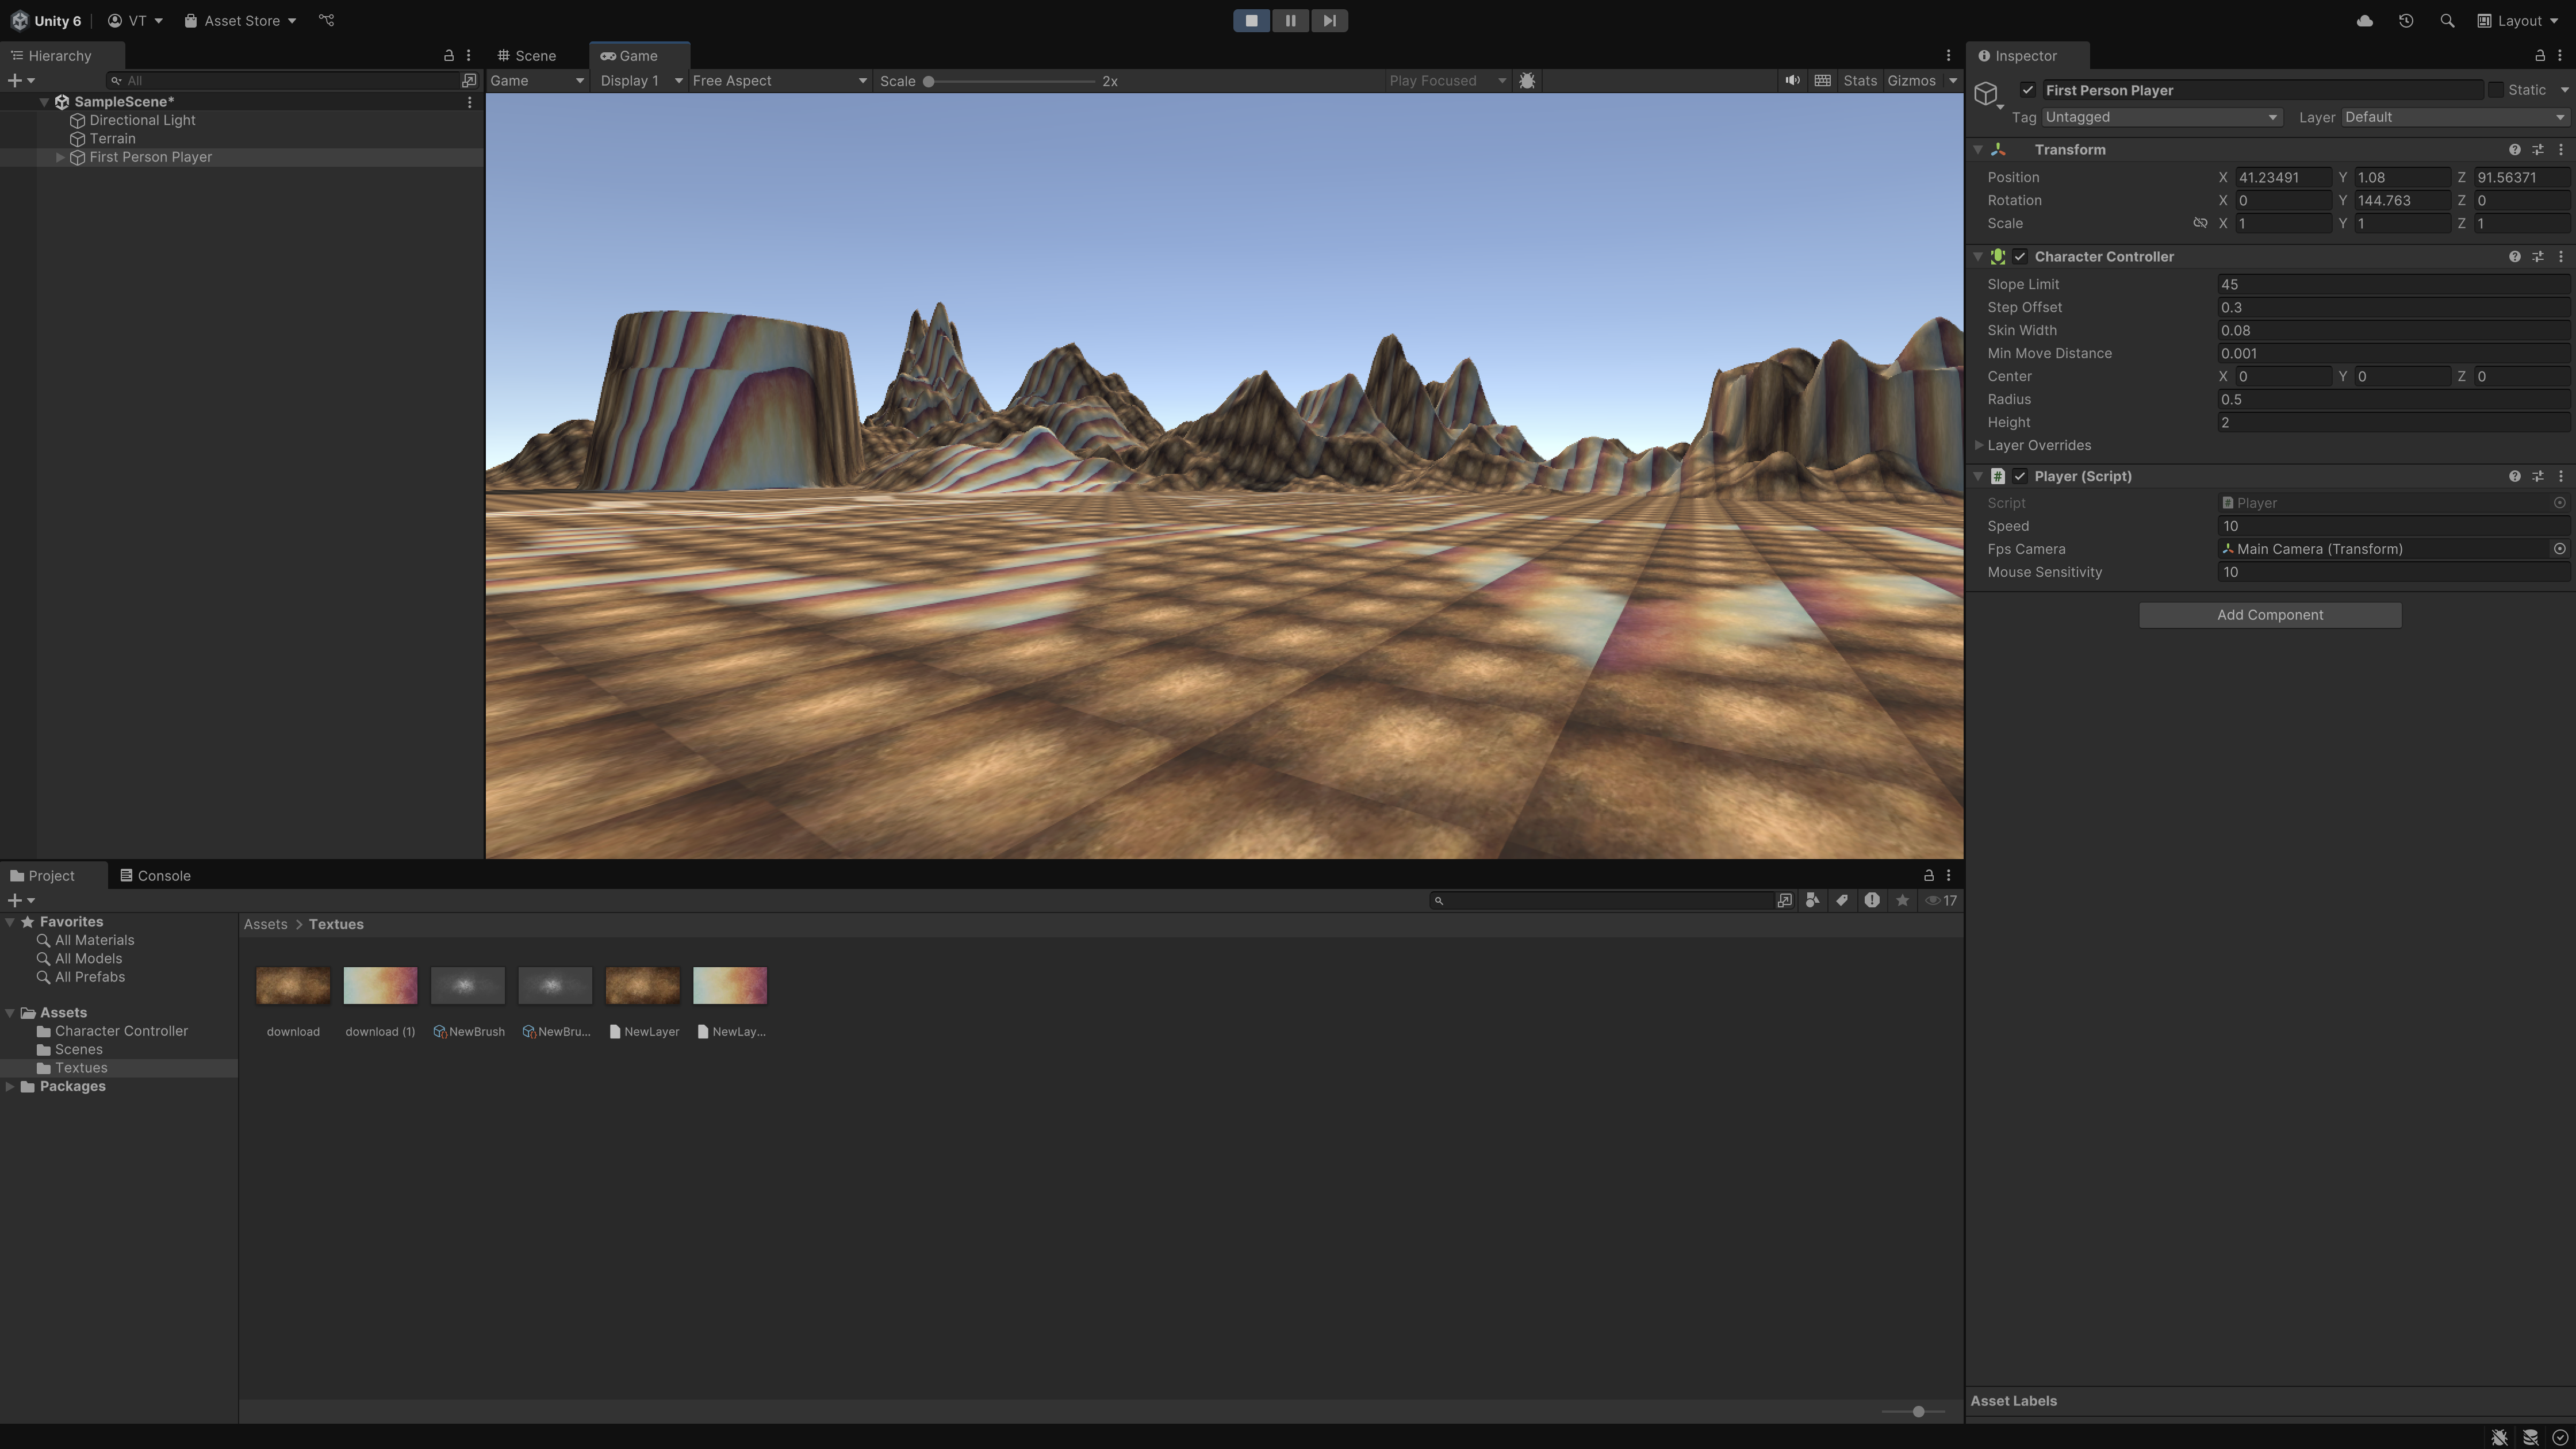 Unity 6 VT Asset Store Layout
Hierarchy
All
SampleScene*
Directional Light
Terrain
First Person Player
Scene Game
Game Display 1 Free Aspect Scale 2x Play Focused Stats Gizmos
Inspector
First Person Player Static
Tag Untagged Layer Default
Transform
Position X 41.23491 Y 1.08 Z 91.56371
Rotation X 0 Y 144.763 Z 0
Scale X 1 Y 1 Z 1
Character Controller
Slope Limit 45
Step Offset 0.3
Skin Width 0.08
Min Move Distance 0.001
Center X 0 Y 0 Z 0
Radius 0.5
Height 2
Layer Overrides
# Player (Script)
Script Player
Speed 10
Fps Camera Main Camera (Transform)
Mouse Sensitivity 10
Add Component
Project Console
17
Favorites
All Materials
All Models
All Prefabs
Assets
Character Controller
Scenes
Textues
Packages
Assets > Textues
download download (1) NewBrush NewBru... NewLayer NewLay...
Asset Labels